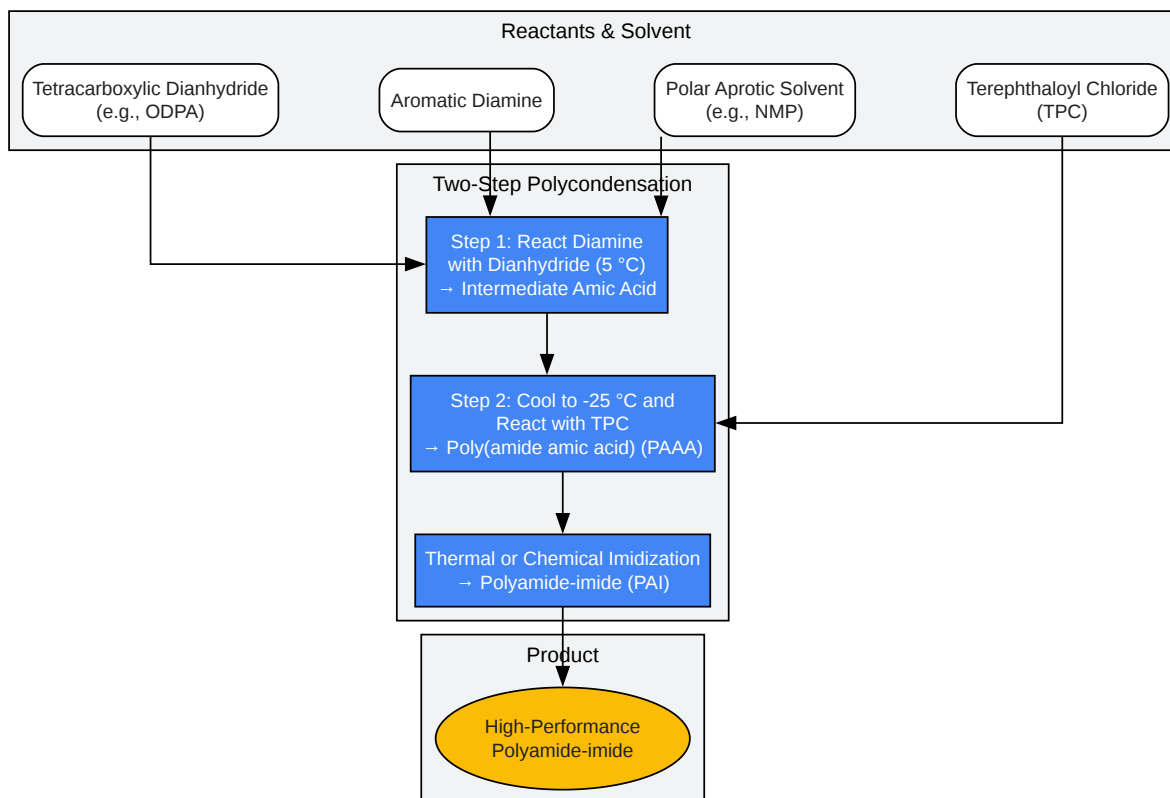 Reactants & Solvent
Tetracarboxylic Dianhydride
(e.g., ODPA)
Aromatic Diamine
Polar Aprotic Solvent
(e.g., NMP)
Terephthaloyl Chloride
(TPC)
Two-Step Polycondensation
Step 1: React Diamine
with Dianhydride (5 °C)
→ Intermediate Amic Acid
Step 2: Cool to -25 °C and
React with TPC
→ Poly(amide amic acid) (PAAA)
Thermal or Chemical Imidization
→ Polyamide-imide (PAI)
Product
High-Performance
Polyamide-imide